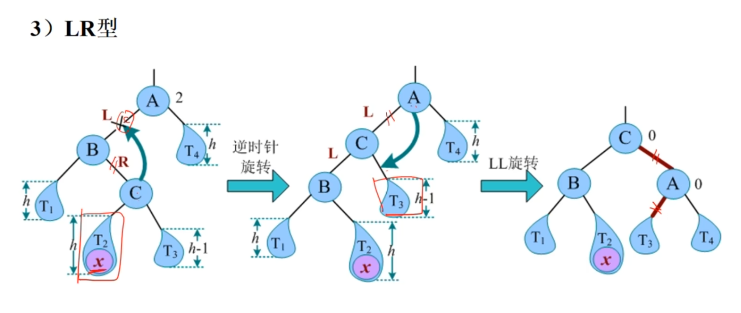 3）LR型
L
A
2
B
R
C
T4
h
h
T1
h
T2
x
T3
h-1
逆时针
旋转
L
A
L
C
T4
h
B
T3
h-1
h
T1
T2
x
h
LL旋转
C
0
B
A
0
T1
T2
x
T3
T4